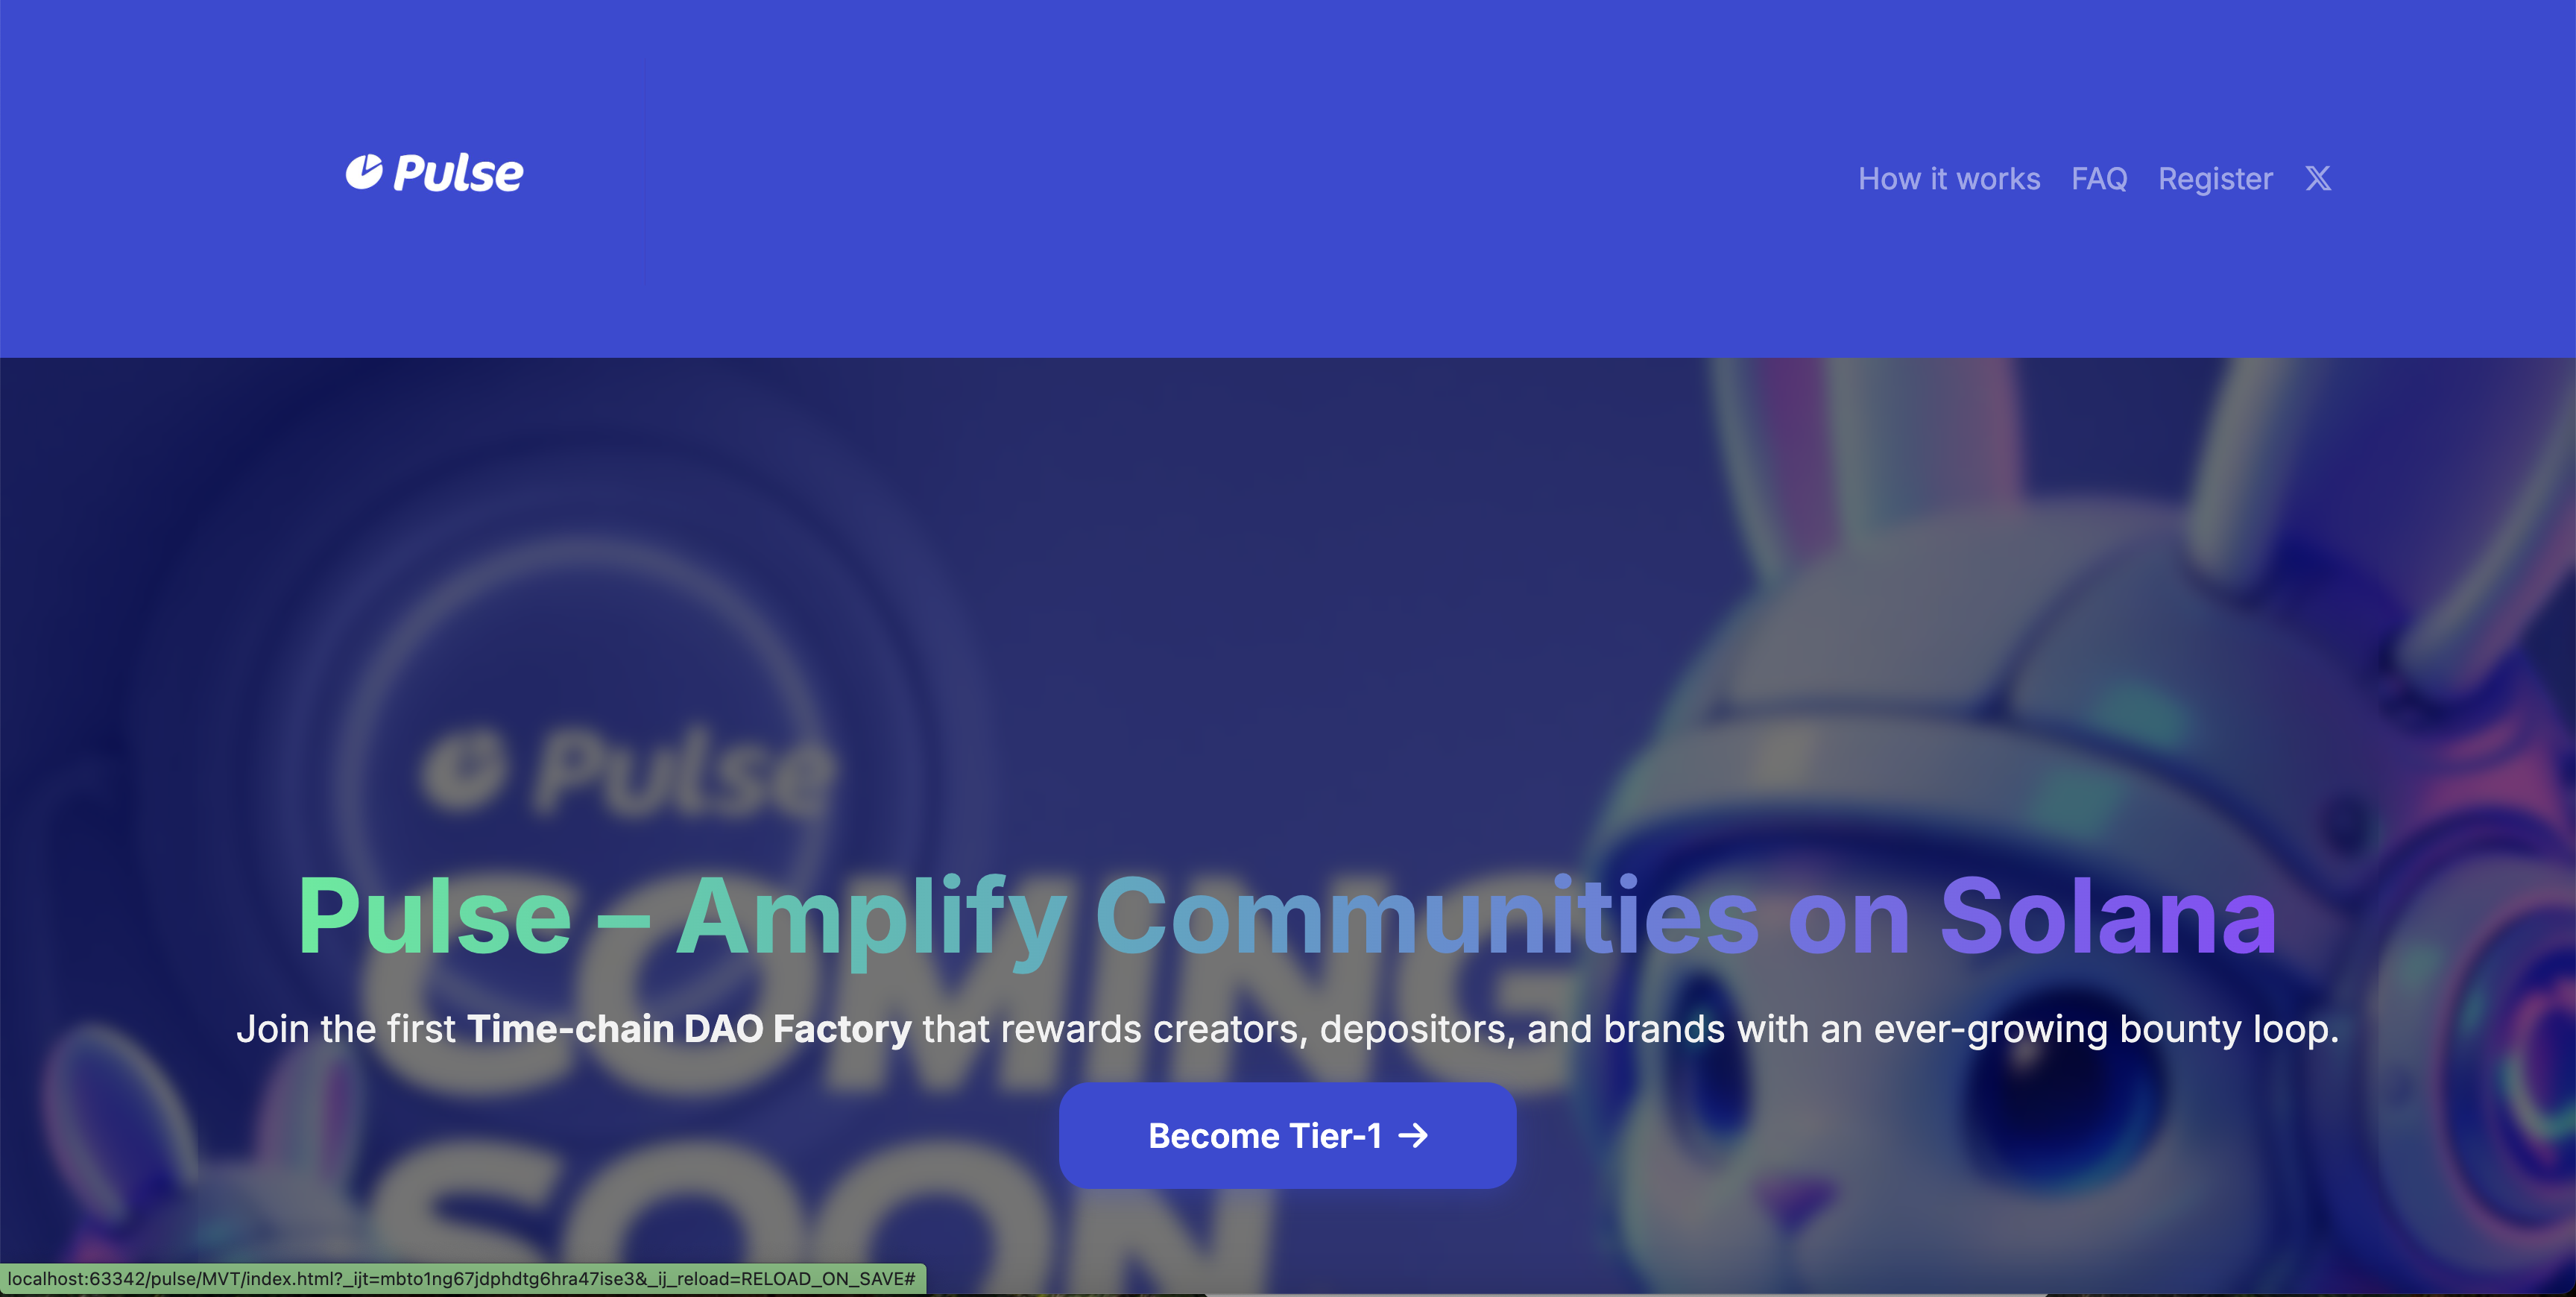 Pulse
How it works FAQ Register X
Pulse
COMING
SOON
Pulse – Amplify Communities on Solana
Join the first Time-chain DAO Factory that rewards creators, depositors, and brands with an ever-growing bounty loop.
Become Tier-1 →
localhost:63342/pulse/MVT/index.html?_ijt=mbto1ng67jdphdtg6hra47ise3&_ij_reload=RELOAD_ON_SAVE#